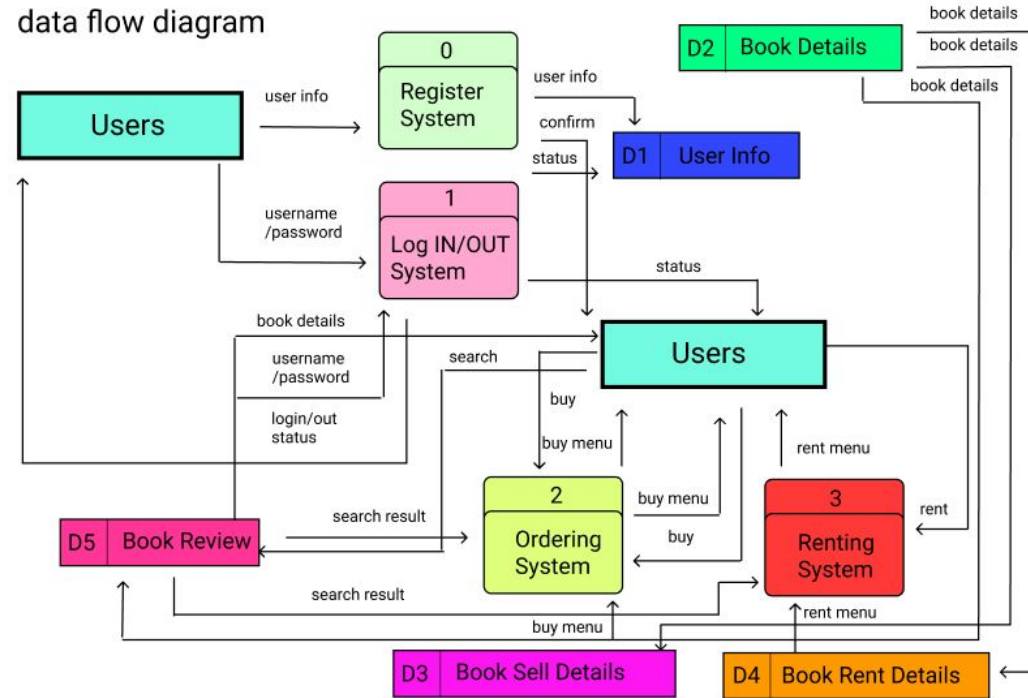 data flow diagram
book details
D2
Book Details
book details
book details
0
Register
System
user info
user info
Users
confirm
status
D1
User Info
1
Log IN/OUT
System
username
/password
status
book details
username
/password
login/out
status
search
Users
buy
buy menu
rent menu
2
Ordering
System
buy menu
buy
3
Renting
System
rent
D5
Book Review
search result
search result
buy menu
rent menu
D3
Book Sell Details
D4
Book Rent Details